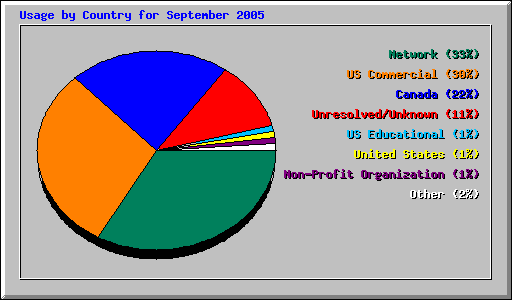 Usage by Country for September 2005
Network (33%)
US Commercial (30%)
Canada (22%)
Unresolved/Unknown (11%)
US Educational (1%)
United States (1%)
Non-Profit Organization (1%)
Other (2%)